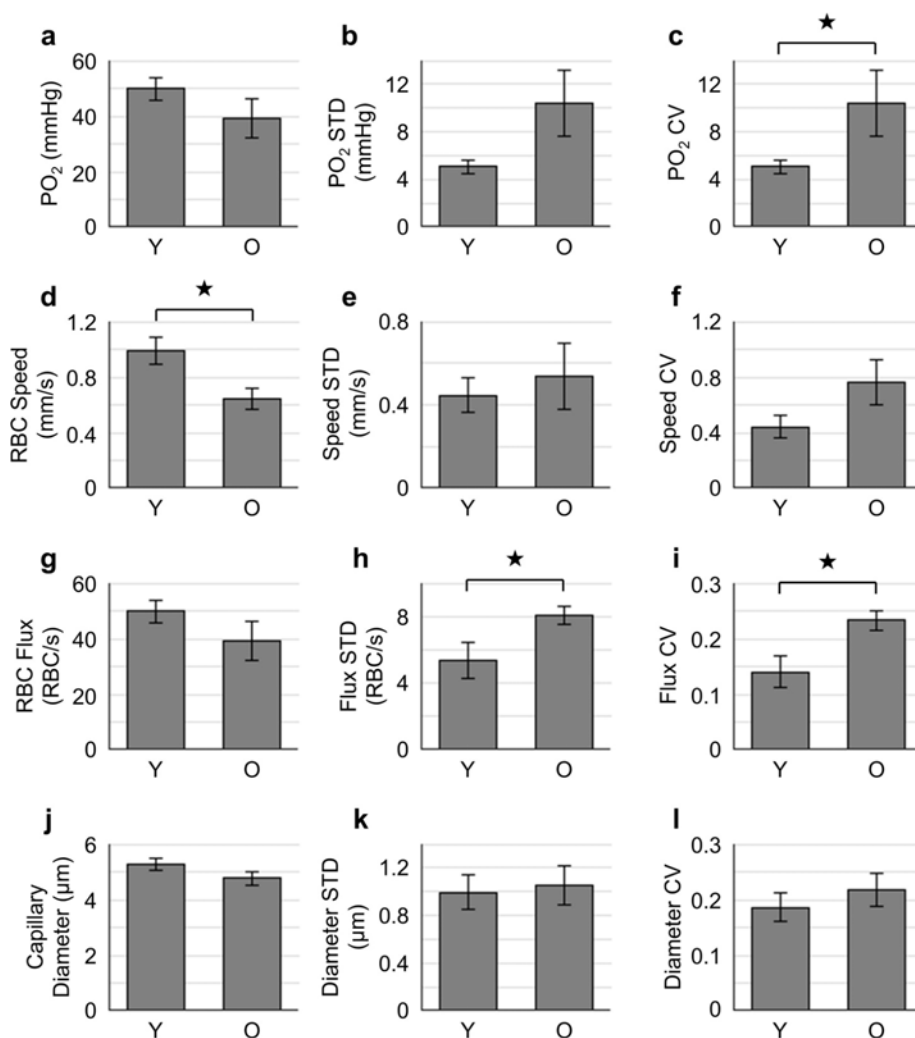 a
PO₂ (mmHg)
60
40
20
0
Y O
b
PO₂ STD
(mmHg)
12
8
4
0
Y O
c
★
PO₂ CV
12
8
4
0
Y O
d
★
RBC Speed
(mm/s)
1.2
0.8
0.4
0
Y O
e
Speed STD
(mm/s)
0.8
0.4
0
Y O
f
Speed CV
1.2
0.8
0.4
0
Y O
g
RBC Flux
(RBC/s)
60
40
20
0
Y O
h
★
Flux STD
(RBC/s)
8
4
0
Y O
i
★
Flux CV
0.3
0.2
0.1
0
Y O
j
Capillary
Diameter (μm)
6
4
2
0
Y O
k
Diameter STD
(μm)
1.2
0.8
0.4
0
Y O
l
Diameter CV
0.3
0.2
0.1
0
Y O